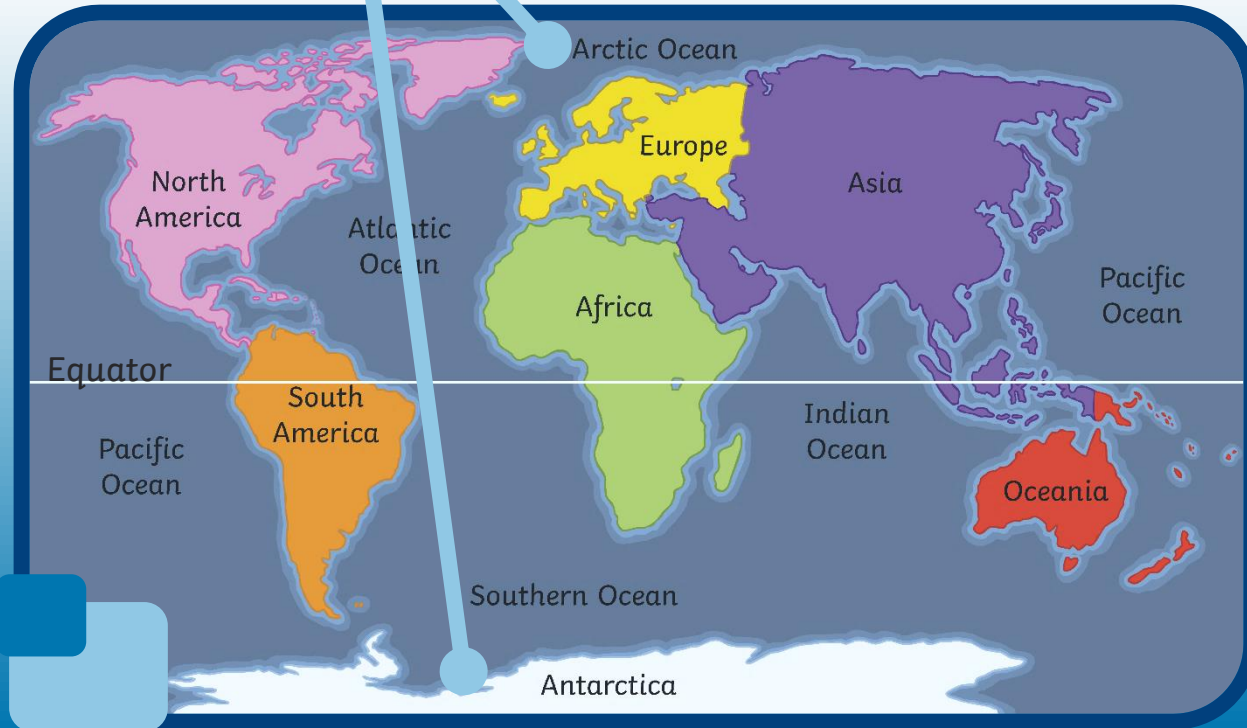 Arctic Ocean
Europe
Asia
North
America
Atlantic
Ocean
Pacific
Ocean
Africa
Equator
South
America
Indian
Ocean
Pacific
Ocean
Oceania
Southern Ocean
Antarctica